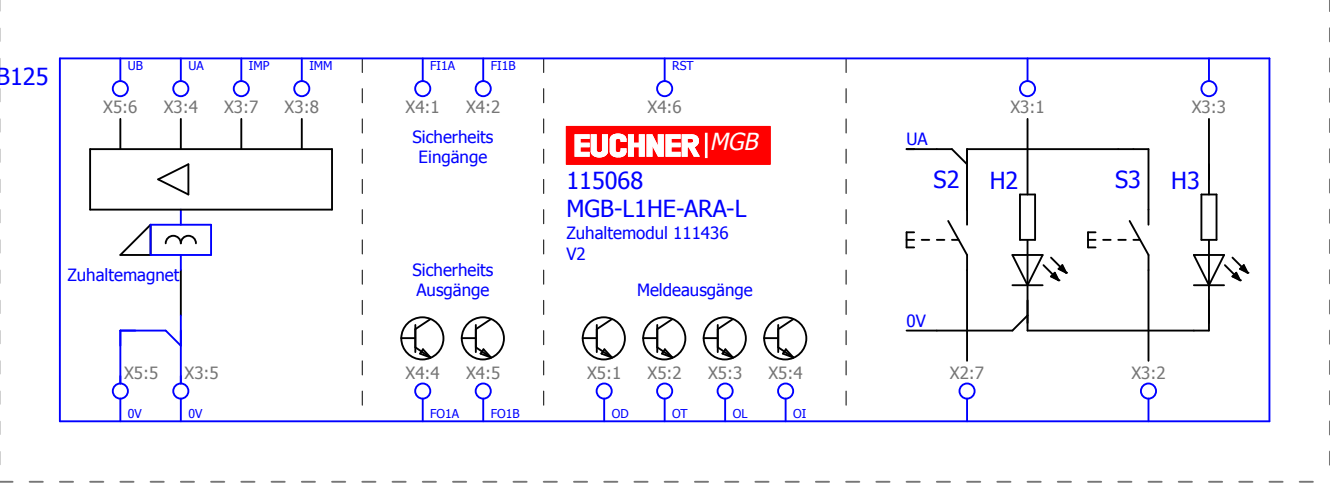 UB UA IMP IMM FI1A FI1B RST
B125
X5:6 X3:4 X3:7 X3:8 X4:1 X4:2 X4:6 X3:1 X3:3
Sicherheits
Eingänge
EUCHNER MGB
115068
MGB-L1HE-ARA-L
Zuhaltemodul 111436
V2
UA
S2 H2 S3 H3
E E
Zuhaltemagnet
Sicherheits
Ausgänge
Meldeausgänge
0V
X5:5 X3:5 X4:4 X4:5 X5:1 X5:2 X5:3 X5:4 X2:7 X3:2
0V 0V FO1A FO1B OD OT OL OI